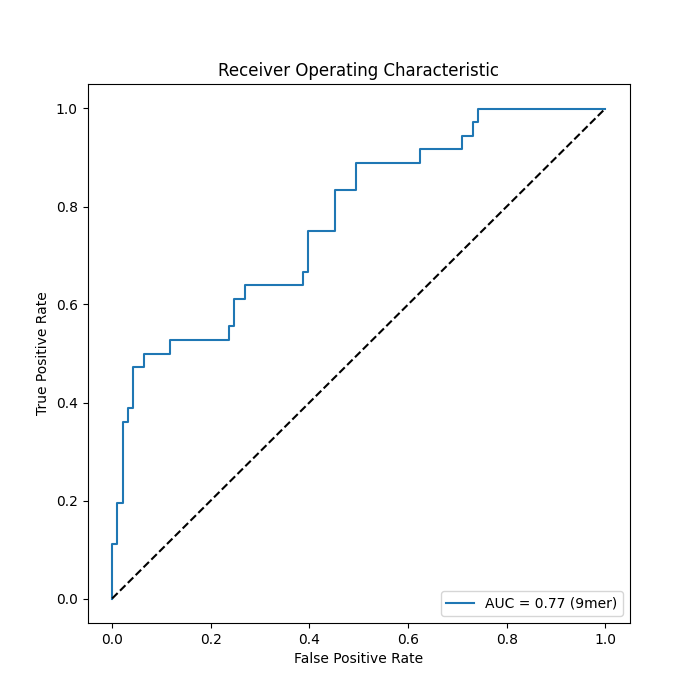 Receiver Operating Characteristic
1.0
0.8
0.6
0.4
0.2
0.0
True Positive Rate
0.0 0.2 0.4 0.6 0.8 1.0
False Positive Rate
AUC = 0.77 (9mer)